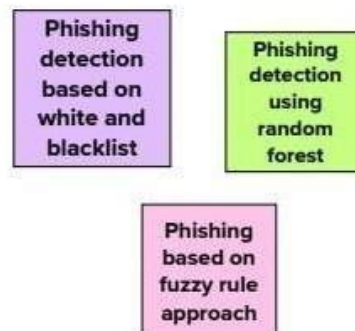 Phishing
detection
based on
white and
blacklist
Phishing
detection
using
random
forest
Phishing
based on
fuzzy rule
approach